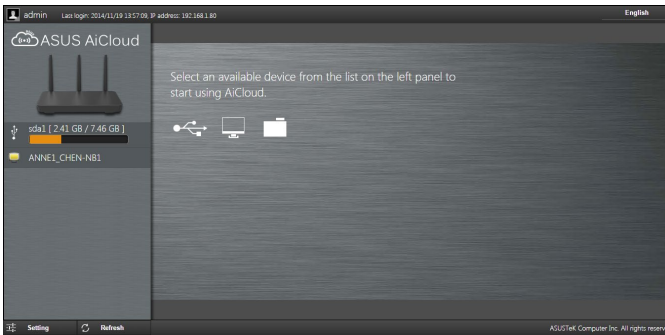 admin Last login: 2014/11/19 13:57:09, IP address: 192.168.1.80 English
ASUS AiCloud
Select an available device from the list on the left panel to
start using AiCloud.
sda1 [ 2.41 GB / 7.46 GB ]
ANNE1_CHEN-NB1
Setting Refresh ASUSTeK Computer Inc. All rights reserv